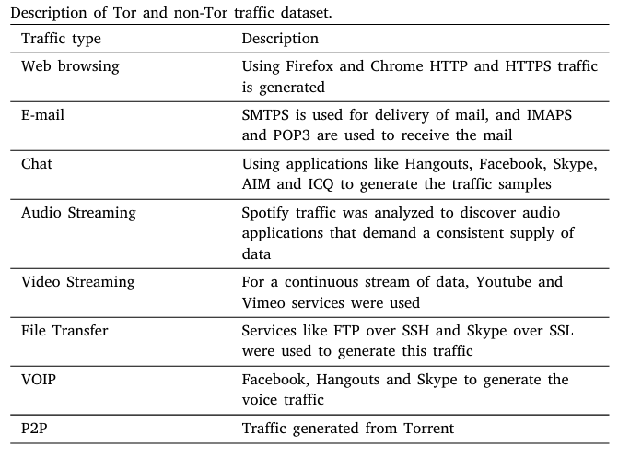 Description of Tor and non-Tor traffic dataset.
Traffic type Description
Web browsing Using Firefox and Chrome HTTP and HTTPS traffic
is generated
E-mail SMTPS is used for delivery of mail, and IMAPS
and POP3 are used to receive the mail
Chat Using applications like Hangouts, Facebook, Skype,
AIM and ICQ to generate the traffic samples
Audio Streaming Spotify traffic was analyzed to discover audio
applications that demand a consistent supply of
data
Video Streaming For a continuous stream of data, Youtube and
Vimeo services were used
File Transfer Services like FTP over SSH and Skype over SSL
were used to generate this traffic
VOIP Facebook, Hangouts and Skype to generate the
voice traffic
P2P Traffic generated from Torrent